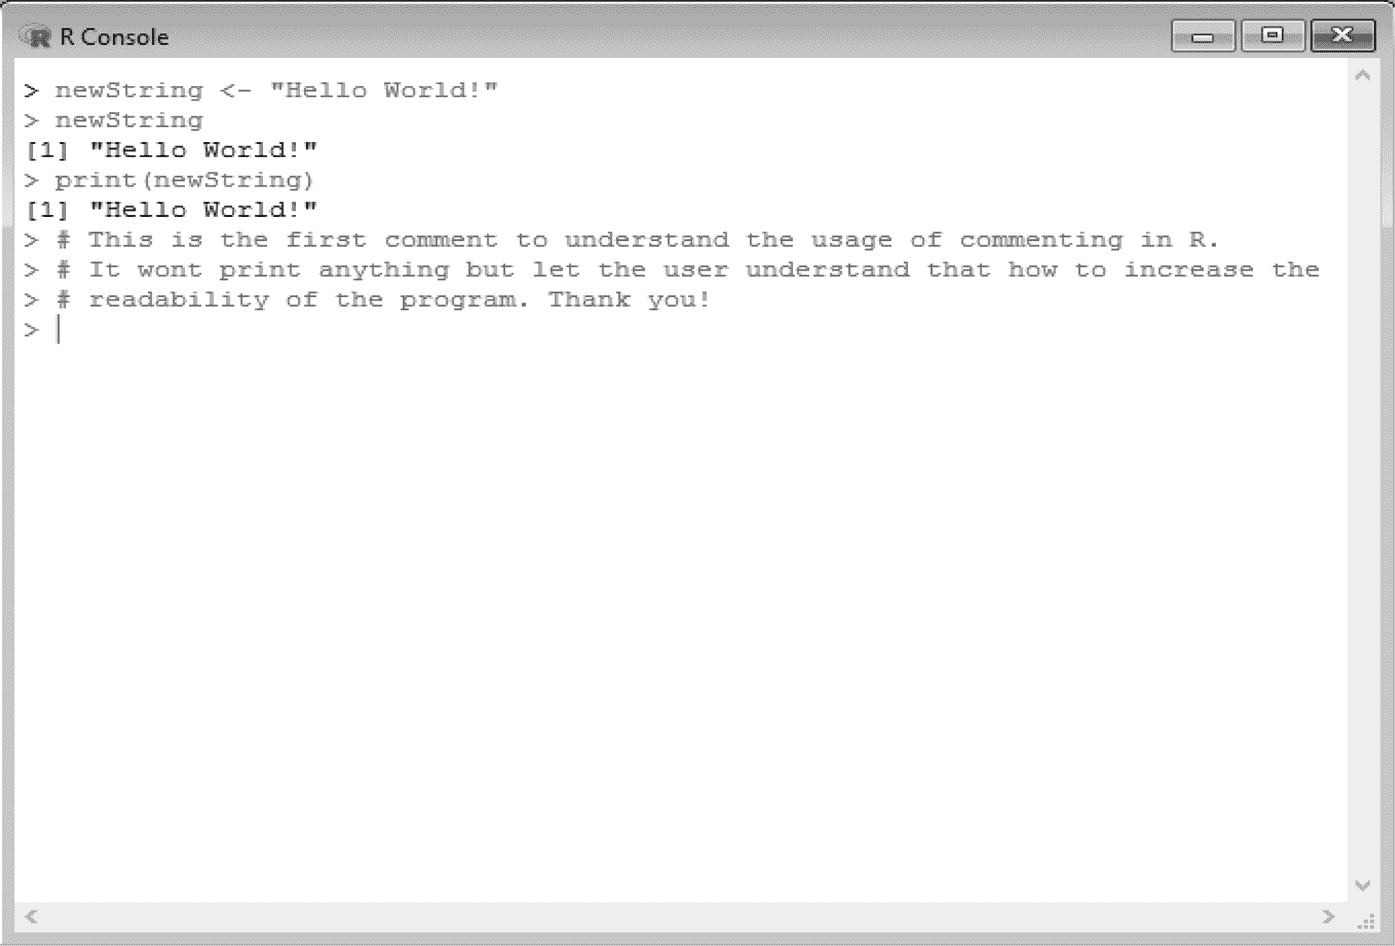 R Console
> newString <- "Hello World!"
> newString
[1] "Hello World!"
> print(newString)
[1] "Hello World!"
> # This is the first comment to understand the usage of commenting in R.
> # It wont print anything but let the user understand that how to increase the
> # readability of the program. Thank you!
>